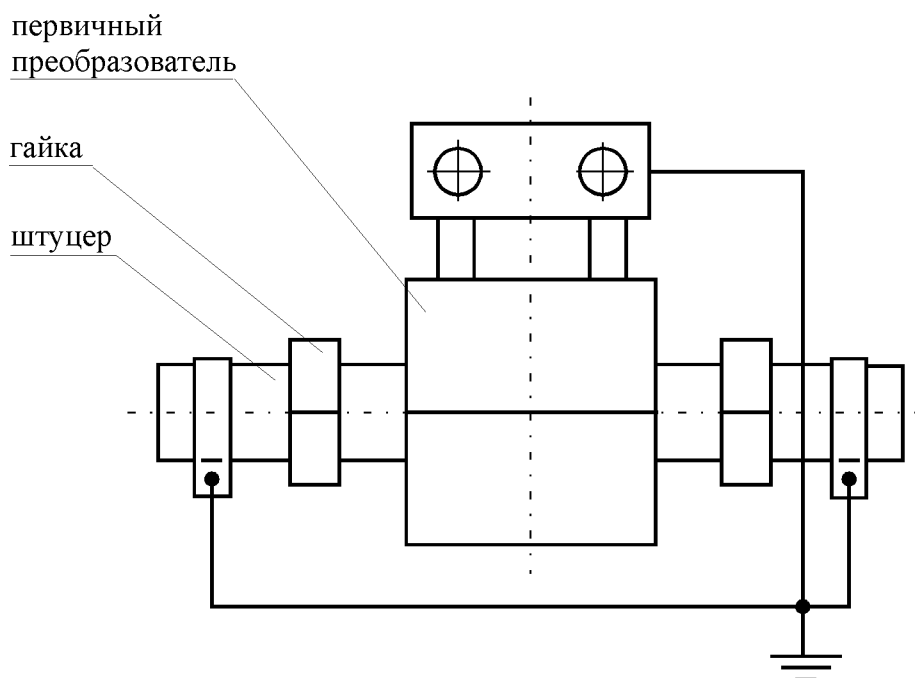 первичный
преобразователь
гайка
штуцер